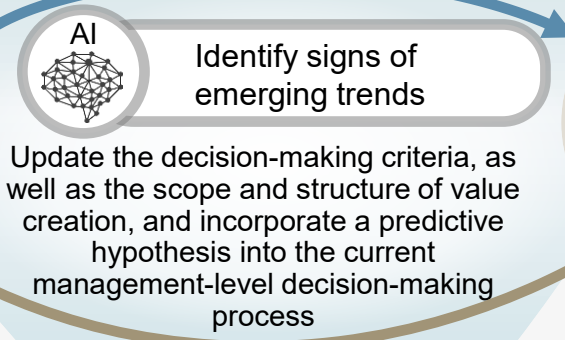 AI
Identify signs of
emerging trends
Update the decision-making criteria, as
well as the scope and structure of value
creation, and incorporate a predictive
hypothesis into the current
management-level decision-making
process